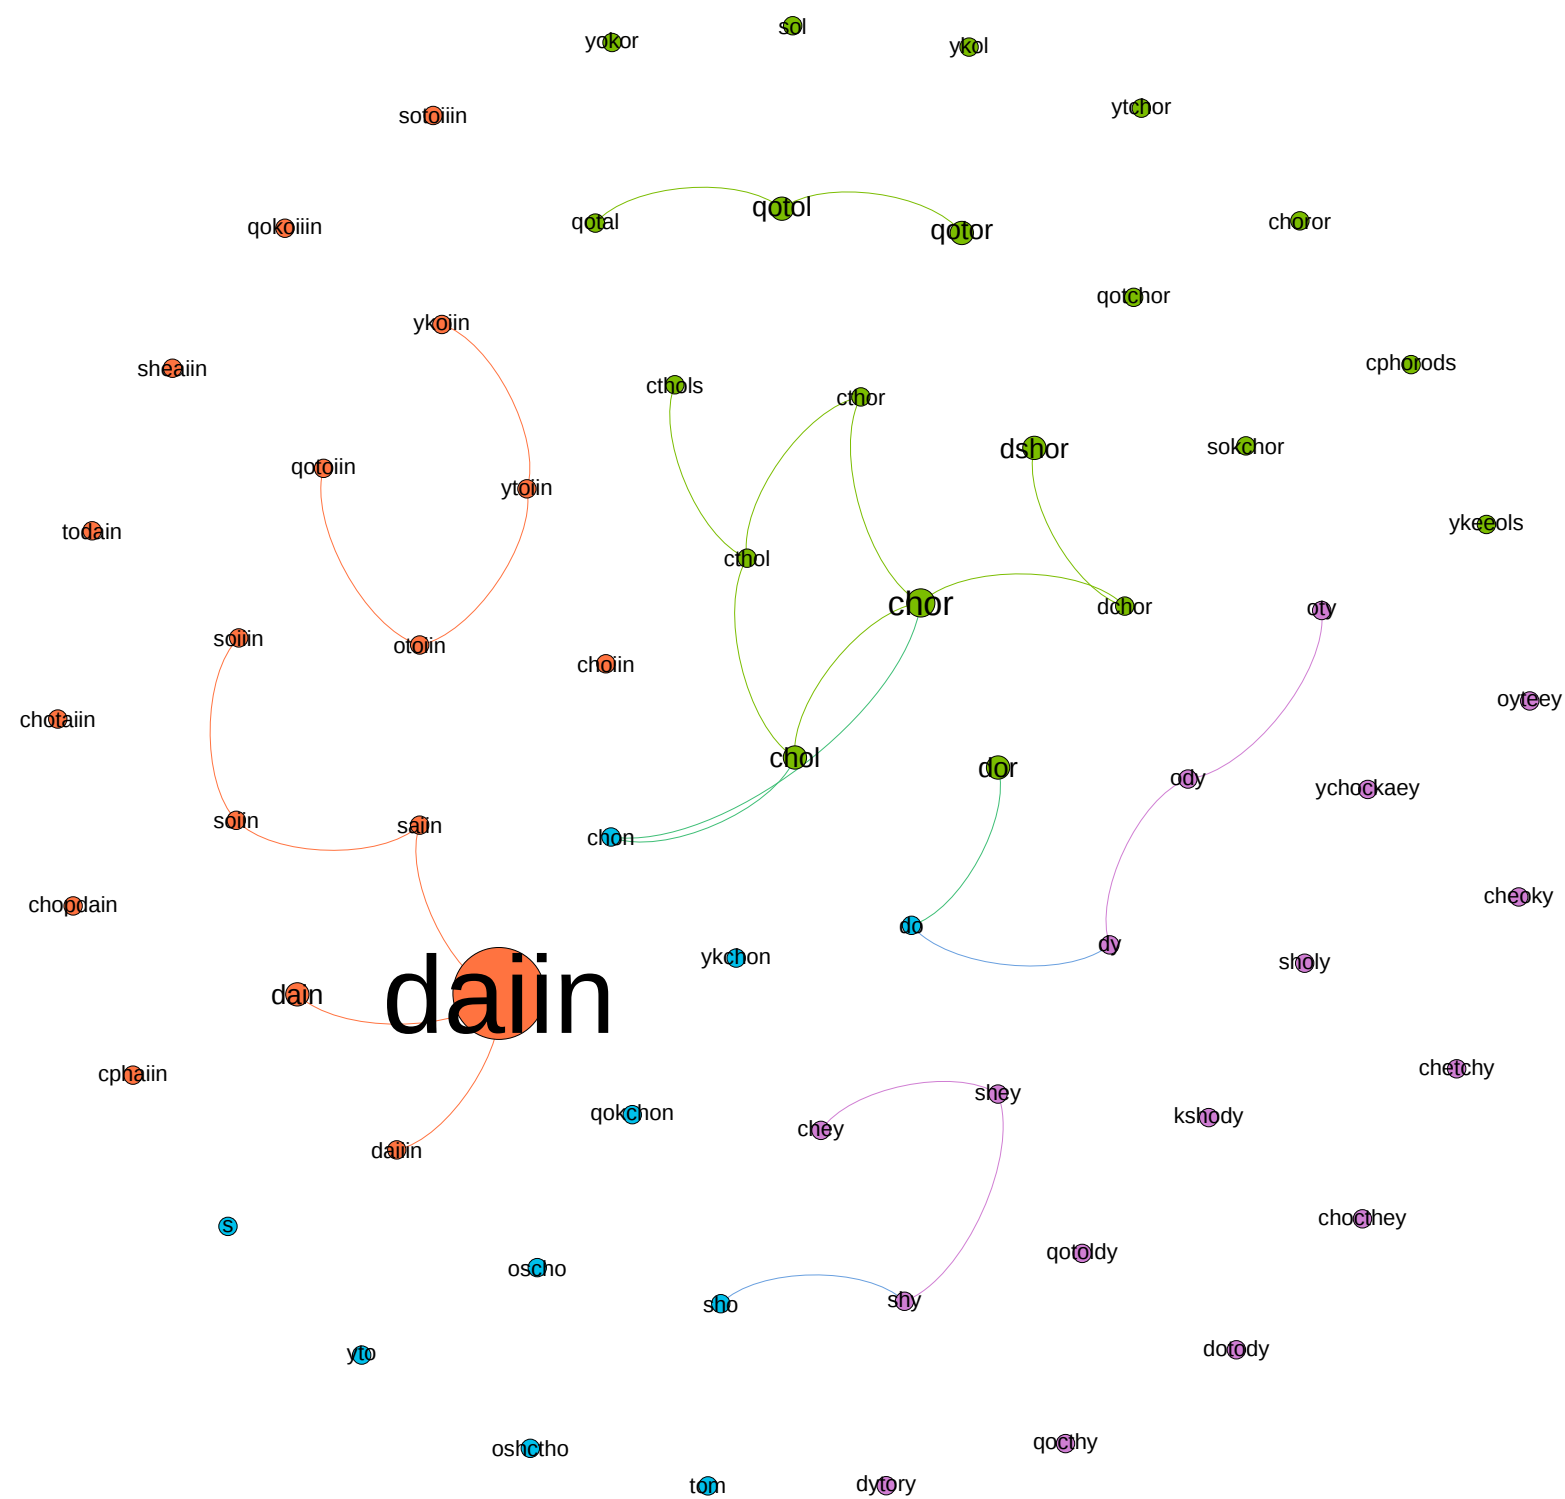 sol
yokor
ykol
ytchor
sotoiiin
qotol
qotal
choror
qokoiiin
qotor
qotchor
ykoiin
cphorods
sheaiin
cthols
cthor
sokchor
dshor
qotoiin
ytoiin
ykeeols
todain
cthol
chor
dchor
oty
soiiin
otoiin
choiin
oyteey
chotaiin
chol
dor
ody
ychockaey
soiin
saiin
chon
cheoky
chopdain
do
dy
ykchon
sholy
dain
daiin
chetchy
cphaiin
shey
qokchon
kshody
chey
daiiin
chocthey
s
qotoldy
oscho
shy
sho
dotody
yto
qocthy
oshctho
dytory
tom